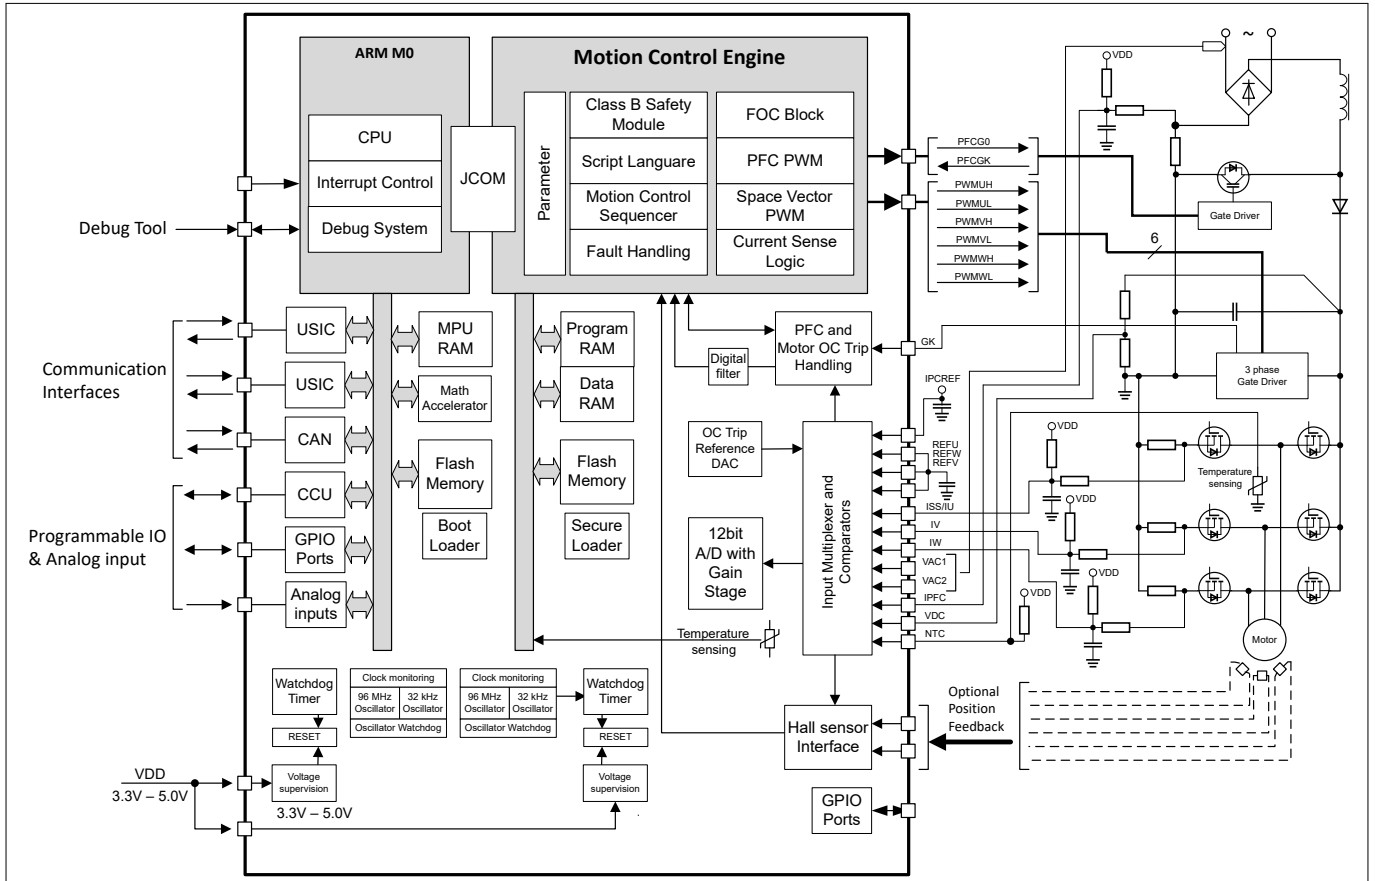 ARM M0
CPU
Interrupt Control
Debug System
JCOM
Motion Control Engine
Parameter
Class B Safety
Module
Script Languare
Motion Control
Sequencer
Fault Handling
FOC Block
PFC PWM
Space Vector
PWM
Current Sense
Logic
Debug Tool
Communication
Interfaces
Programmable IO
& Analog input
USIC
USIC
CAN
CCU
GPIO
Ports
Analog
inputs
MPU
RAM
Math
Accelerator
Flash
Memory
Boot
Loader
Program
RAM
Data
RAM
Flash
Memory
Secure
Loader
Digital
filter
PFC and
Motor OC Trip
Handling
OC Trip
Reference
DAC
12bit
A/D with
Gain
Stage
Input Multiplexer and
Comparators
Temperature
sensing
Hall sensor
Interface
GPIO
Ports
Watchdog
Timer
RESET
Voltage
supervision
3.3V – 5.0V
Clock monitoring
96 MHz
Oscillator
32 kHz
Oscillator
Oscillator Watchdog
Clock monitoring
96 MHz
Oscillator
32 kHz
Oscillator
Oscillator Watchdog
Watchdog
Timer
RESET
Voltage
supervision
VDD
3.3V – 5.0V
PFCG0
PFCGK
PWMUH
PWMUL
PWMVH
PWMVL
PWMWH
PWMWL
GK
IPCREF
REFU
REFW
REFV
ISS/IU
IV
IW
VAC1
VAC2
IPFC
VDC
NTC
VDD
~
Gate Driver
6
3 phase
Gate Driver
VDD
VDD
VDD
VDD
Temperature
sensing
Motor
Optional
Position
Feedback